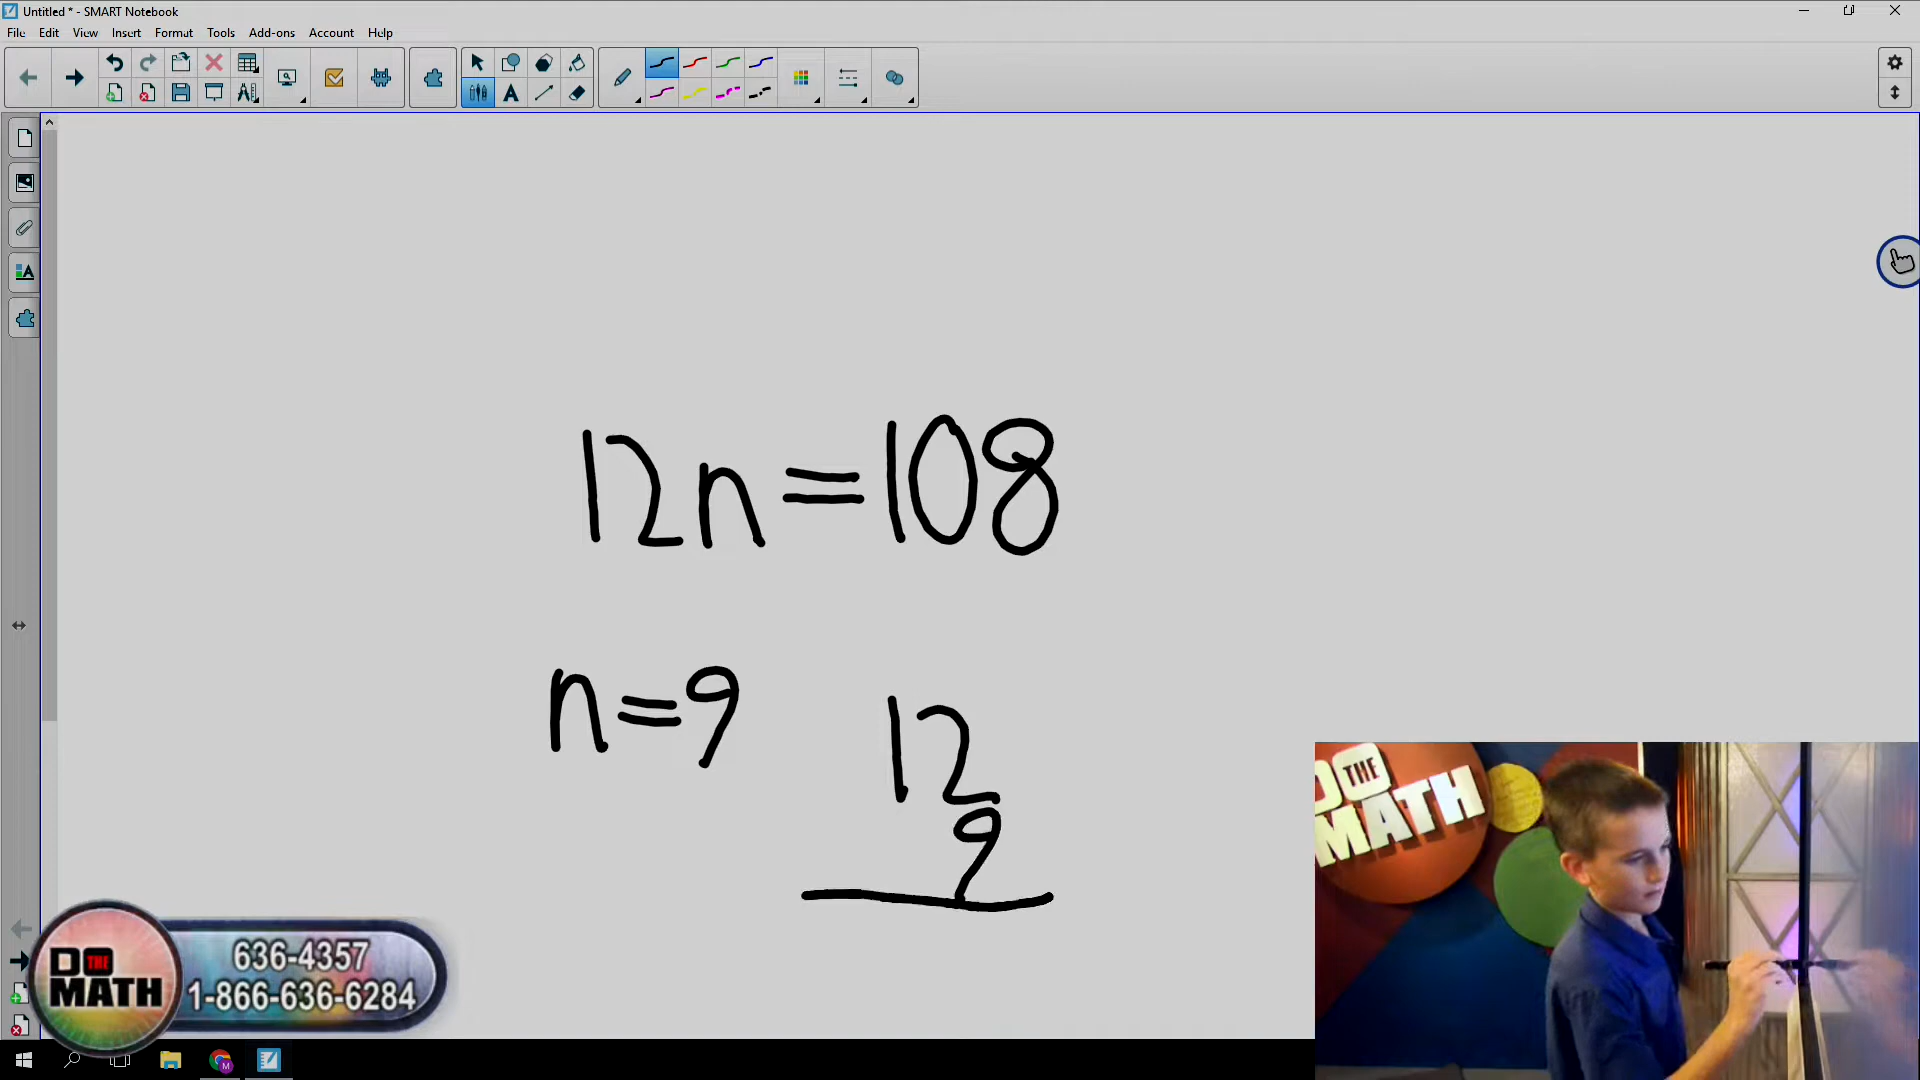 Untitled * - SMART Notebook
File Edit View Insert Format Tools Add-ons Account Help
12n=108
n=9
12
9
DO THE MATH
636-4357
1-866-636-6284
DO THE MATH